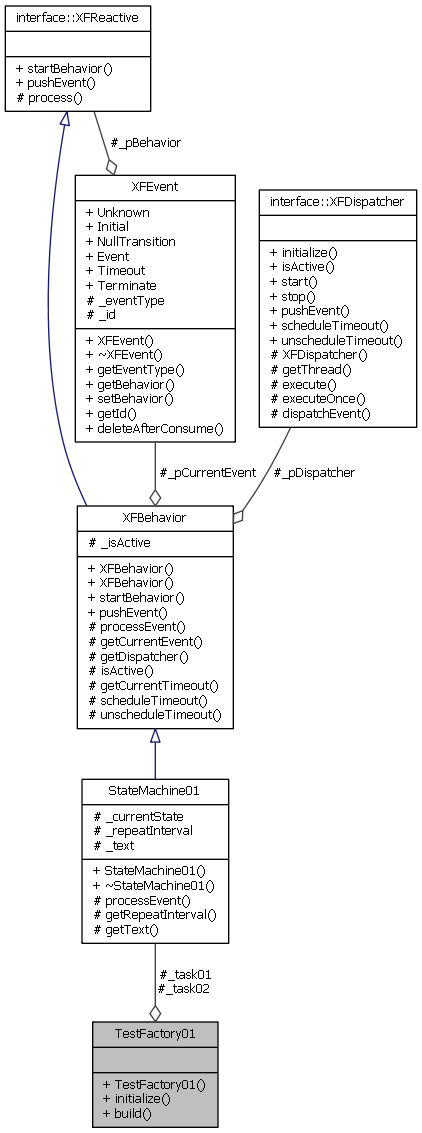 interface::XFReactive
+ startBehavior()
+ pushEvent()
# process()
#_pBehavior
XFEvent
+ Unknown
+ Initial
+ NullTransition
+ Event
+ Timeout
+ Terminate
# _eventType
# _id
+ XFEvent()
+ ~XFEvent()
+ getEventType()
+ getBehavior()
+ setBehavior()
+ getId()
+ deleteAfterConsume()
interface::XFDispatcher
+ initialize()
+ isActive()
+ start()
+ stop()
+ pushEvent()
+ scheduleTimeout()
+ unscheduleTimeout()
# XFDispatcher()
# getThread()
# execute()
# executeOnce()
# dispatchEvent()
#_pCurrentEvent
#_pDispatcher
XFBehavior
# _isActive
+ XFBehavior()
+ XFBehavior()
+ startBehavior()
+ pushEvent()
# processEvent()
# getCurrentEvent()
# getDispatcher()
# isActive()
# getCurrentTimeout()
# scheduleTimeout()
# unscheduleTimeout()
StateMachine01
# _currentState
# _repeatInterval
# _text
+ StateMachine01()
+ ~StateMachine01()
# processEvent()
# getRepeatInterval()
# getText()
#_task01
#_task02
TestFactory01
+ TestFactory01()
+ initialize()
+ build()